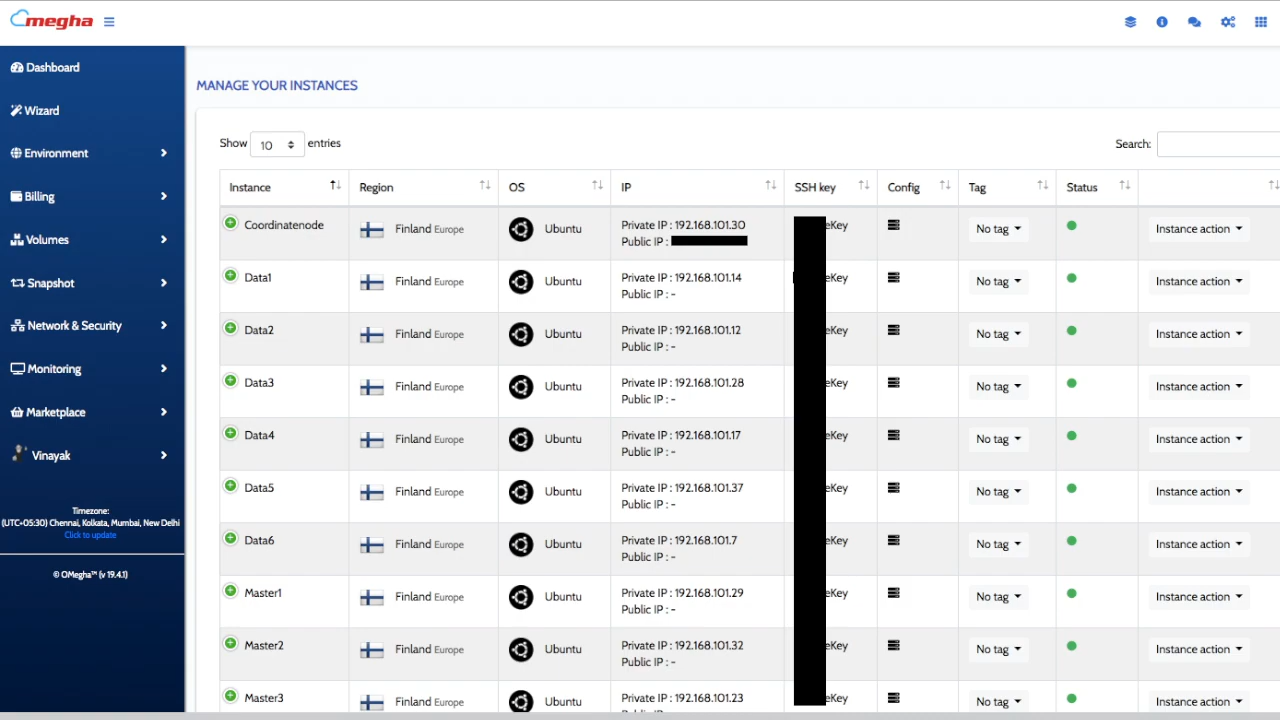 Omegha
Dashboard
Wizard
Environment
Billing
Volumes
Snapshot
Network & Security
Monitoring
Marketplace
Vinayak
Timezone:
(UTC+05:30) Chennai, Kolkata, Mumbai, New Delhi
Click to update
© OMegha™ (v 19.4.1)
MANAGE YOUR INSTANCES
Show 10 entries
Search:
Instance Region OS IP SSH key Config Tag Status
Coordinatenode Finland Europe Ubuntu Private IP : 192.168.101.30 eKey No tag Instance action
Public IP :
Data1 Finland Europe Ubuntu Private IP : 192.168.101.14 eKey No tag Instance action
Public IP : -
Data2 Finland Europe Ubuntu Private IP : 192.168.101.12 eKey No tag Instance action
Public IP : -
Data3 Finland Europe Ubuntu Private IP : 192.168.101.28 eKey No tag Instance action
Public IP : -
Data4 Finland Europe Ubuntu Private IP : 192.168.101.17 eKey No tag Instance action
Public IP : -
Data5 Finland Europe Ubuntu Private IP : 192.168.101.37 eKey No tag Instance action
Public IP : -
Data6 Finland Europe Ubuntu Private IP : 192.168.101.7 eKey No tag Instance action
Public IP : -
Master1 Finland Europe Ubuntu Private IP : 192.168.101.29 eKey No tag Instance action
Public IP : -
Master2 Finland Europe Ubuntu Private IP : 192.168.101.32 eKey No tag Instance action
Public IP : -
Master3 Finland Europe Ubuntu Private IP : 192.168.101.23 eKey No tag Instance action